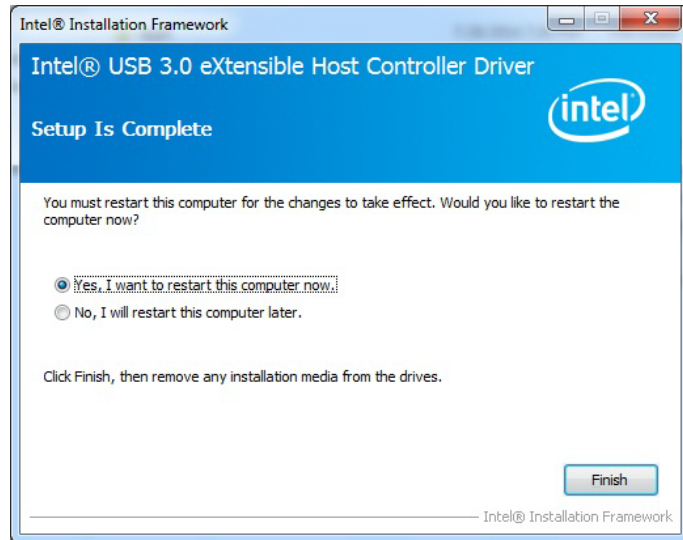 Intel® Installation Framework
Intel® USB 3.0 eXtensible Host Controller Driver
intel
Setup Is Complete
You must restart this computer for the changes to take effect. Would you like to restart the
computer now?
Yes, I want to restart this computer now.
No, I will restart this computer later.
Click Finish, then remove any installation media from the drives.
Finish
Intel® Installation Framework